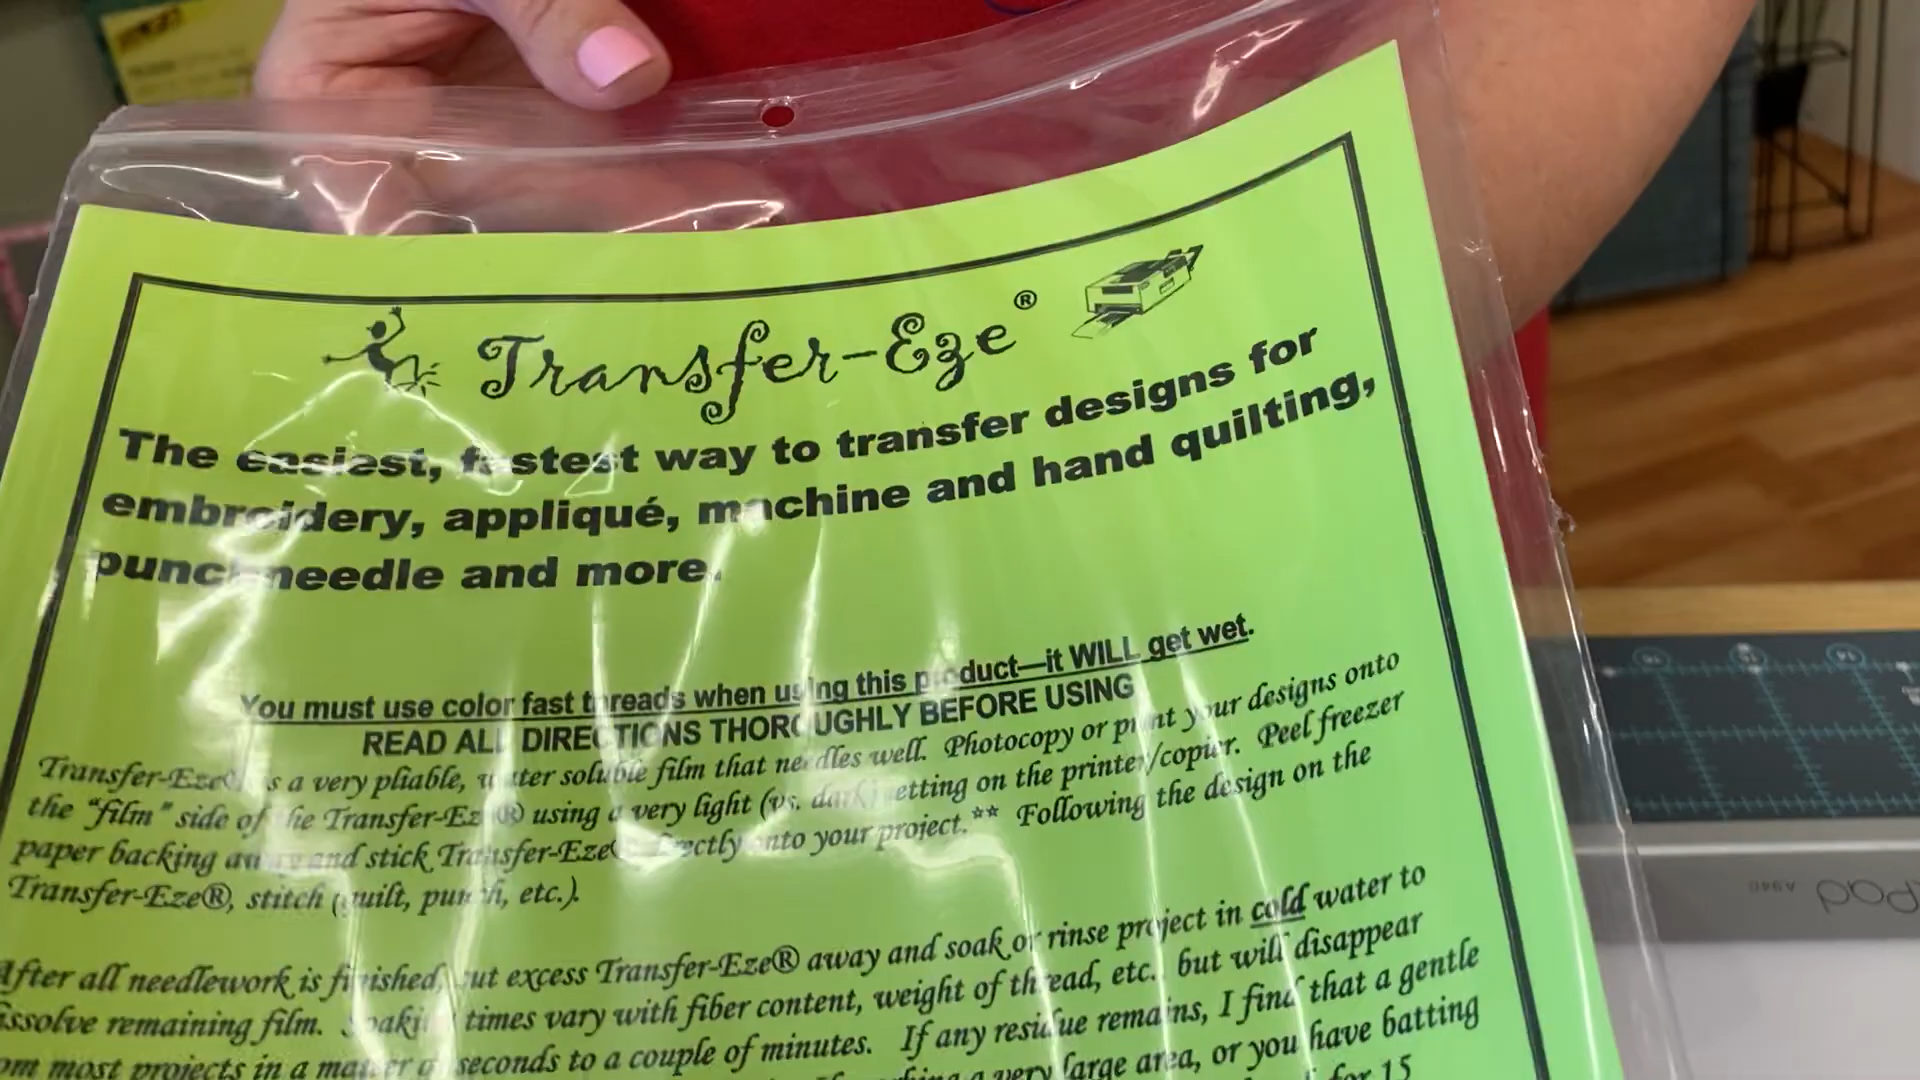 Transfer-Eze®
The easiest, fastest way to transfer designs for
embroidery, appliqué, machine and hand quilting,
punchneedle and more.
You must use color fast threads when using this product—it WILL get wet.
READ ALL DIRECTIONS THOROUGHLY BEFORE USING
Transfer-Eze® is a very pliable, water soluble film that needles well. Photocopy or print your designs onto
the “film” side of the Transfer-Eze® using a very light (vs. dark) setting on the printer/copier. Peel freezer
paper backing away and stick Transfer-Eze® directly onto your project.** Following the design on the
Transfer-Eze®, stitch (quilt, punch, etc.).
After all needlework is finished, cut excess Transfer-Eze® away and soak or rinse project in cold water to
dissolve remaining film. Soaking times vary with fiber content, weight of thread, etc. but will disappear
from most projects in a matter of seconds to a couple of minutes. If any residue remains, I find that a gentle
a very large area, or you have batting
for 15
Pad A940